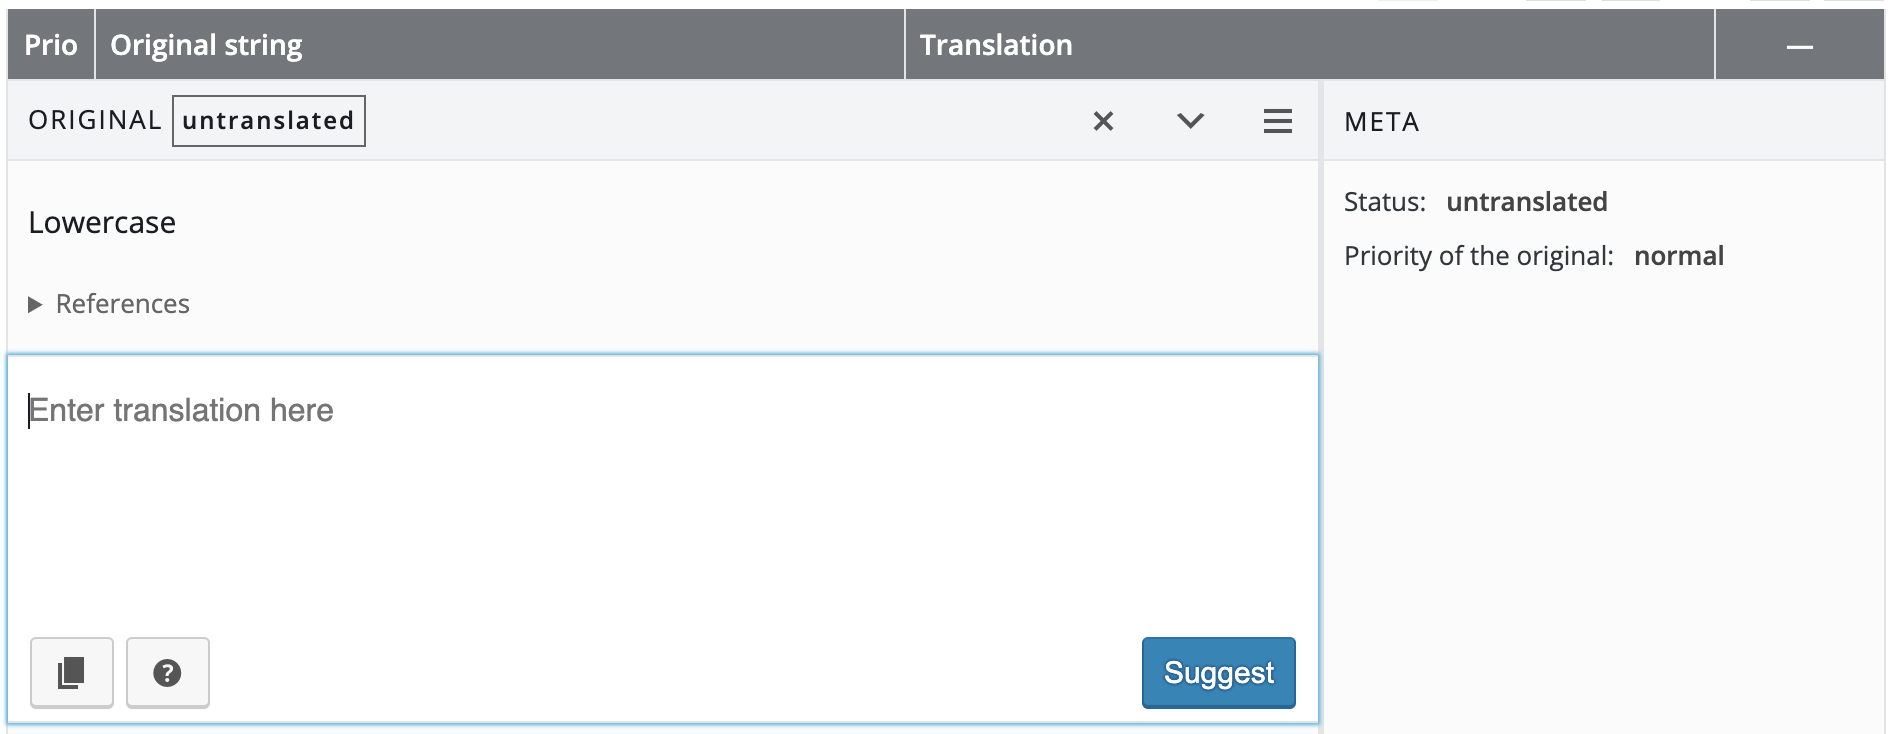 Prio Original string Translation —
ORIGINAL untranslated META
Lowercase
References
Status: untranslated
Priority of the original: normal
Enter translation here
? Suggest